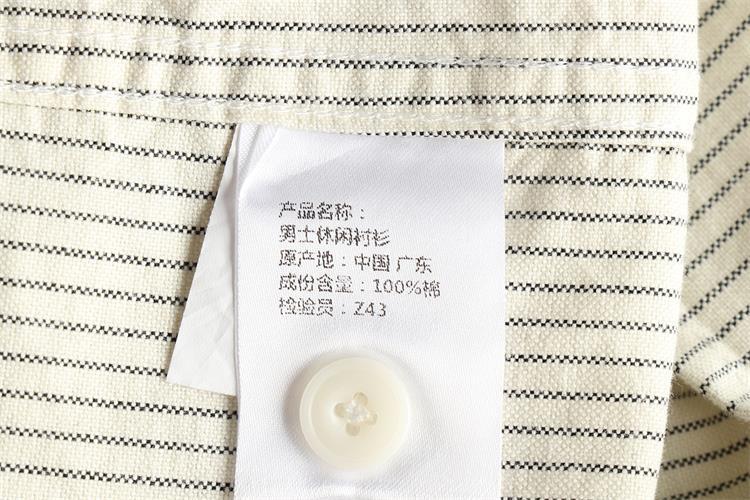 产品名称：
男士休闲衬衫
原产地：中国 广东
成份含量：100%棉
检验员：Z43